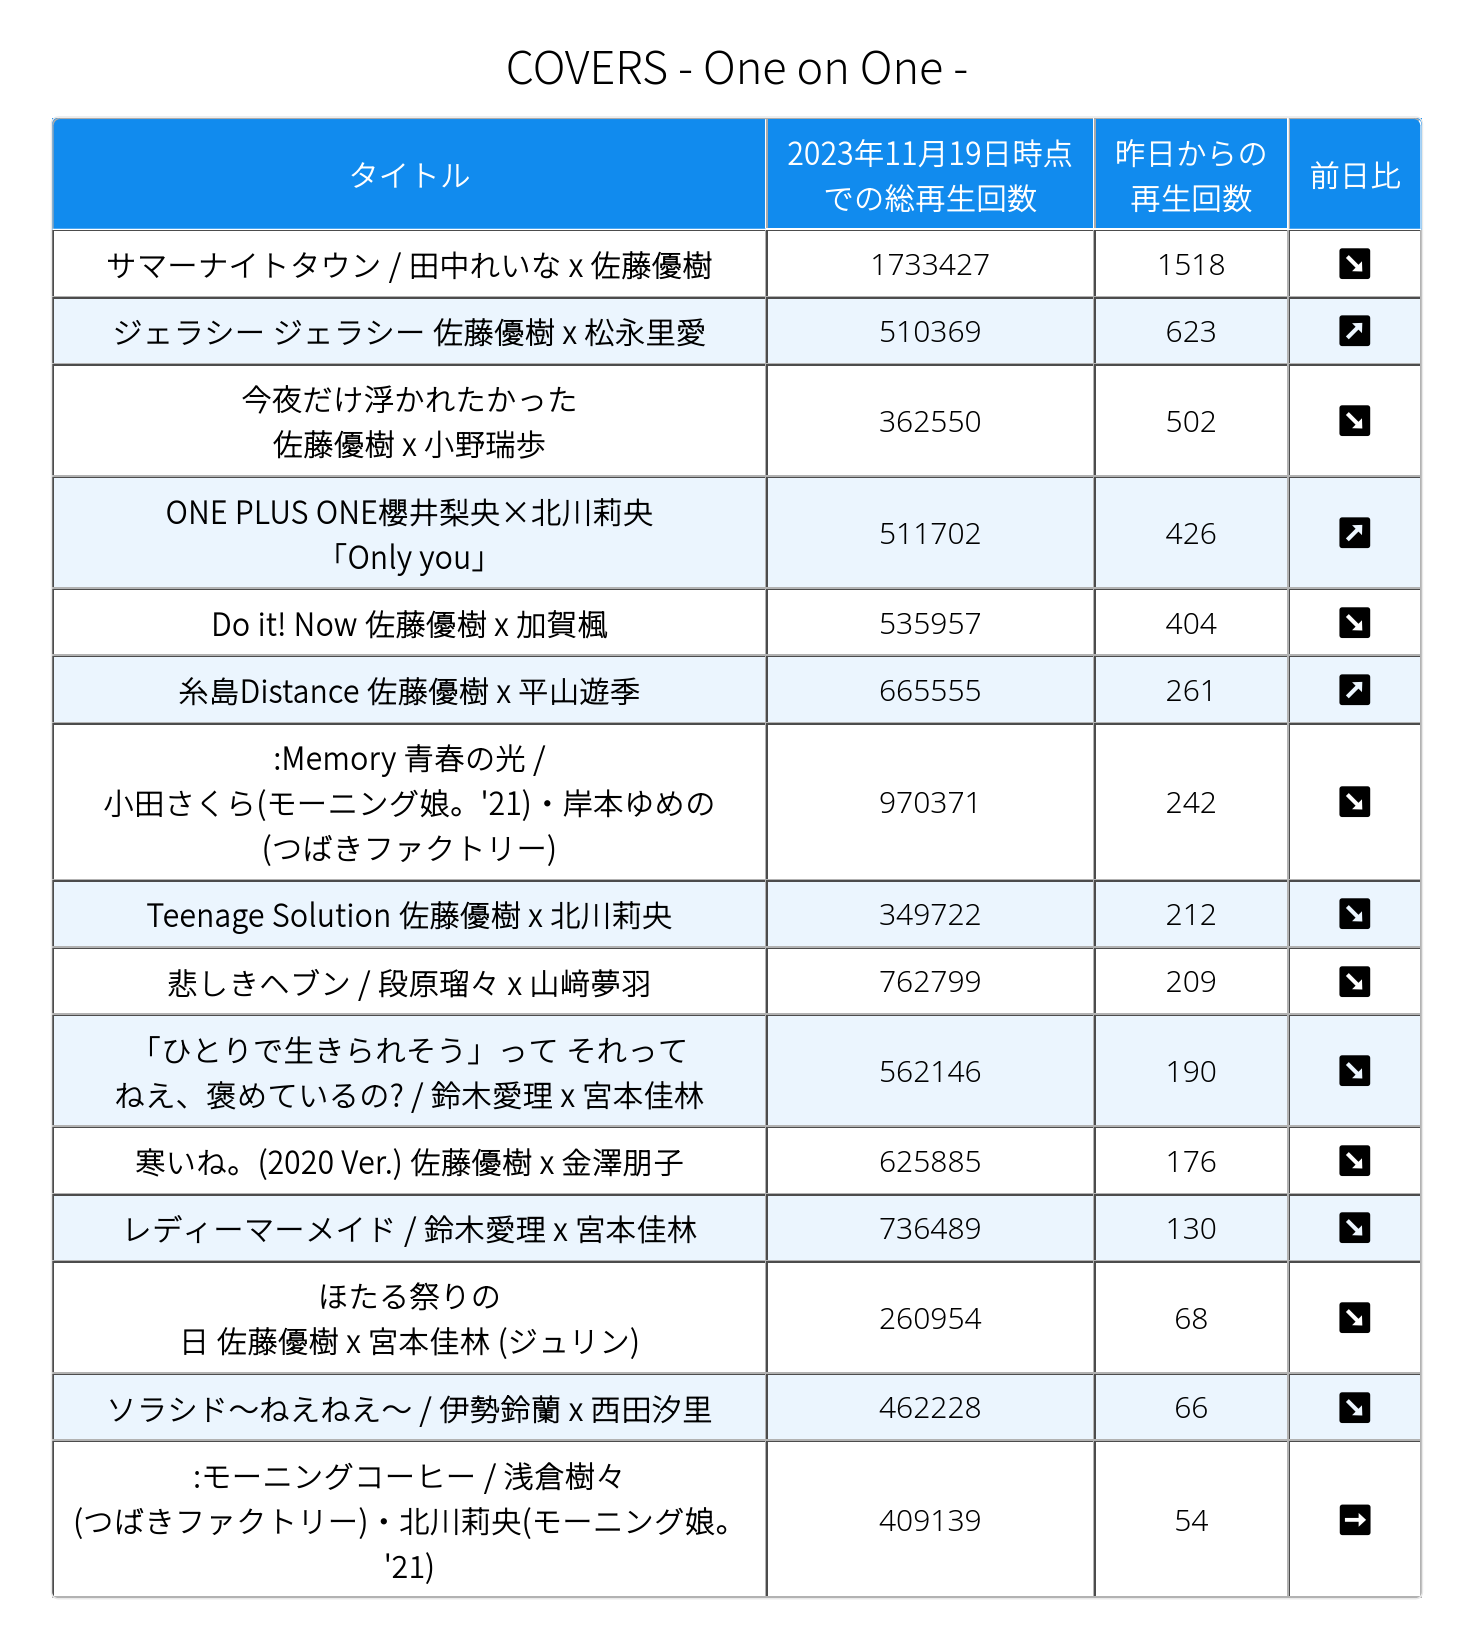 COVERS - One on One -
タイトル
2023年11月19日時点
での総再生回数
昨日からの
再生回数
前日比
サマーナイトタウン / 田中れいな x 佐藤優樹
1733427
1518
ジェラシー ジェラシー 佐藤優樹 x 松永里愛
510369
623
今夜だけ浮かれたかった
佐藤優樹 x 小野瑞歩
362550
502
ONE PLUS ONE櫻井梨央×北川莉央
「Only you」
511702
426
Do it! Now 佐藤優樹 x 加賀楓
535957
404
糸島Distance 佐藤優樹 x 平山遊季
665555
261
:Memory 青春の光 /
小田さくら(モーニング娘。'21)・岸本ゆめの
(つばきファクトリー)
970371
242
Teenage Solution 佐藤優樹 x 北川莉央
349722
212
悲しきヘブン / 段原瑠々 x 山﨑夢羽
762799
209
「ひとりで生きられそう」って それって
ねえ、褒めているの? / 鈴木愛理 x 宮本佳林
562146
190
寒いね。(2020 Ver.) 佐藤優樹 x 金澤朋子
625885
176
レディーマーメイド / 鈴木愛理 x 宮本佳林
736489
130
ほたる祭りの
日 佐藤優樹 x 宮本佳林 (ジュリン)
260954
68
ソラシド～ねえねえ～ / 伊勢鈴蘭 x 西田汐里
462228
66
:モーニングコーヒー / 浅倉樹々
(つばきファクトリー)・北川莉央(モーニング娘。
'21)
409139
54